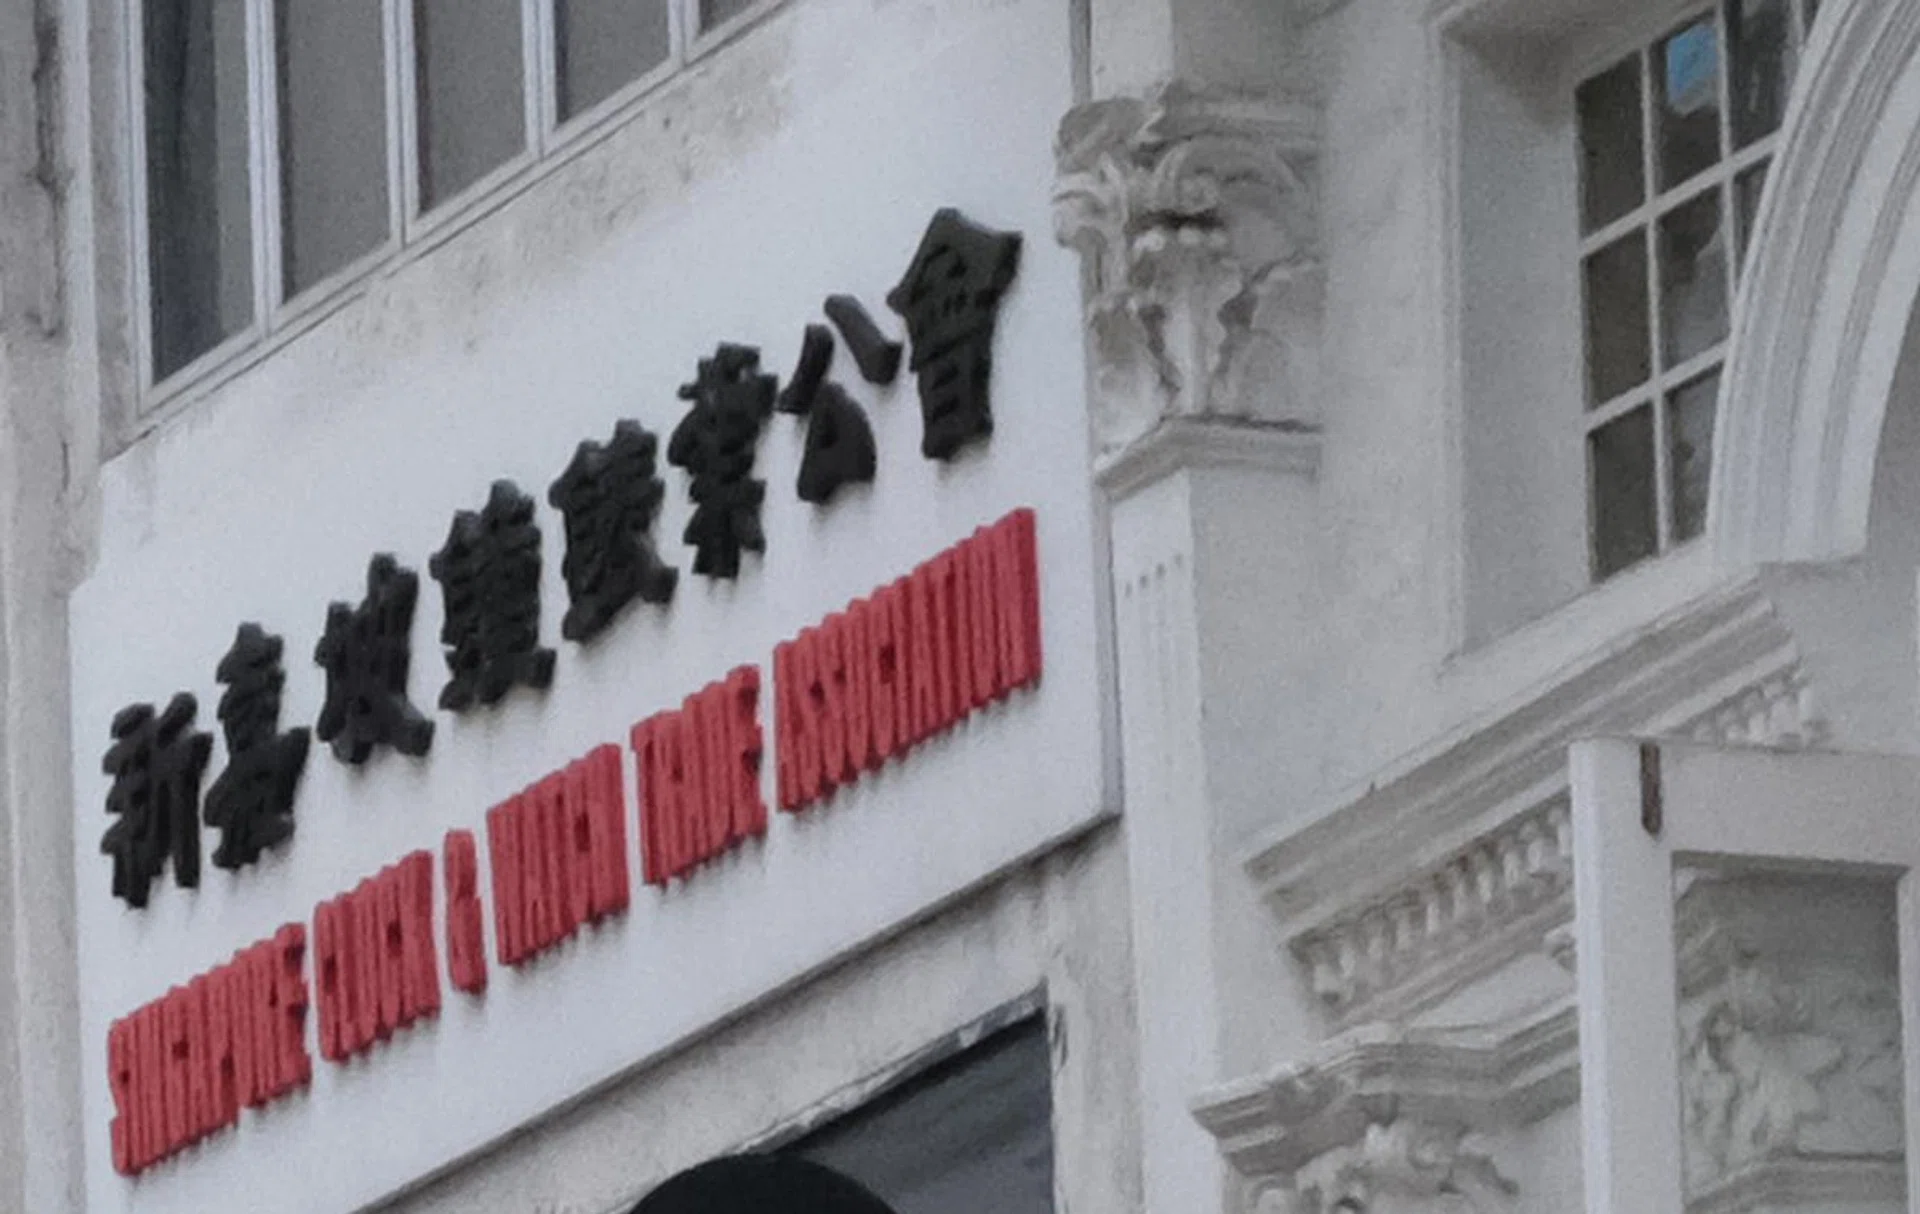 新嘉坡鐘錶業公會
SINGAPORE CLOCK & WATCH TRADE ASSOCIATION